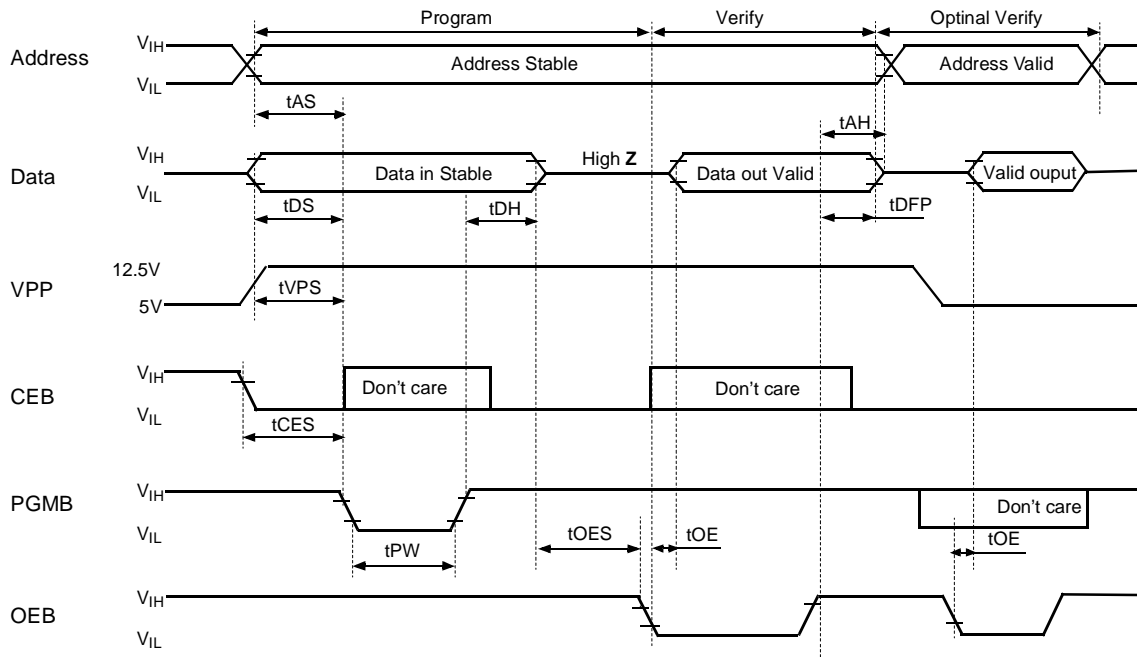 Program Verify Optinal Verify
Address VIH Address Stable Address Valid
VIL
tAS tAH
Data VIH Data in Stable High Z Data out Valid Valid ouput
VIL
tDS tDH tDFP
VPP 12.5V
5V tVPS
CEB VIH Don't care Don't care
VIL
tCES
PGMB VIH Don't care
VIL
tPW tOES tOE tOE
OEB VIH
VIL